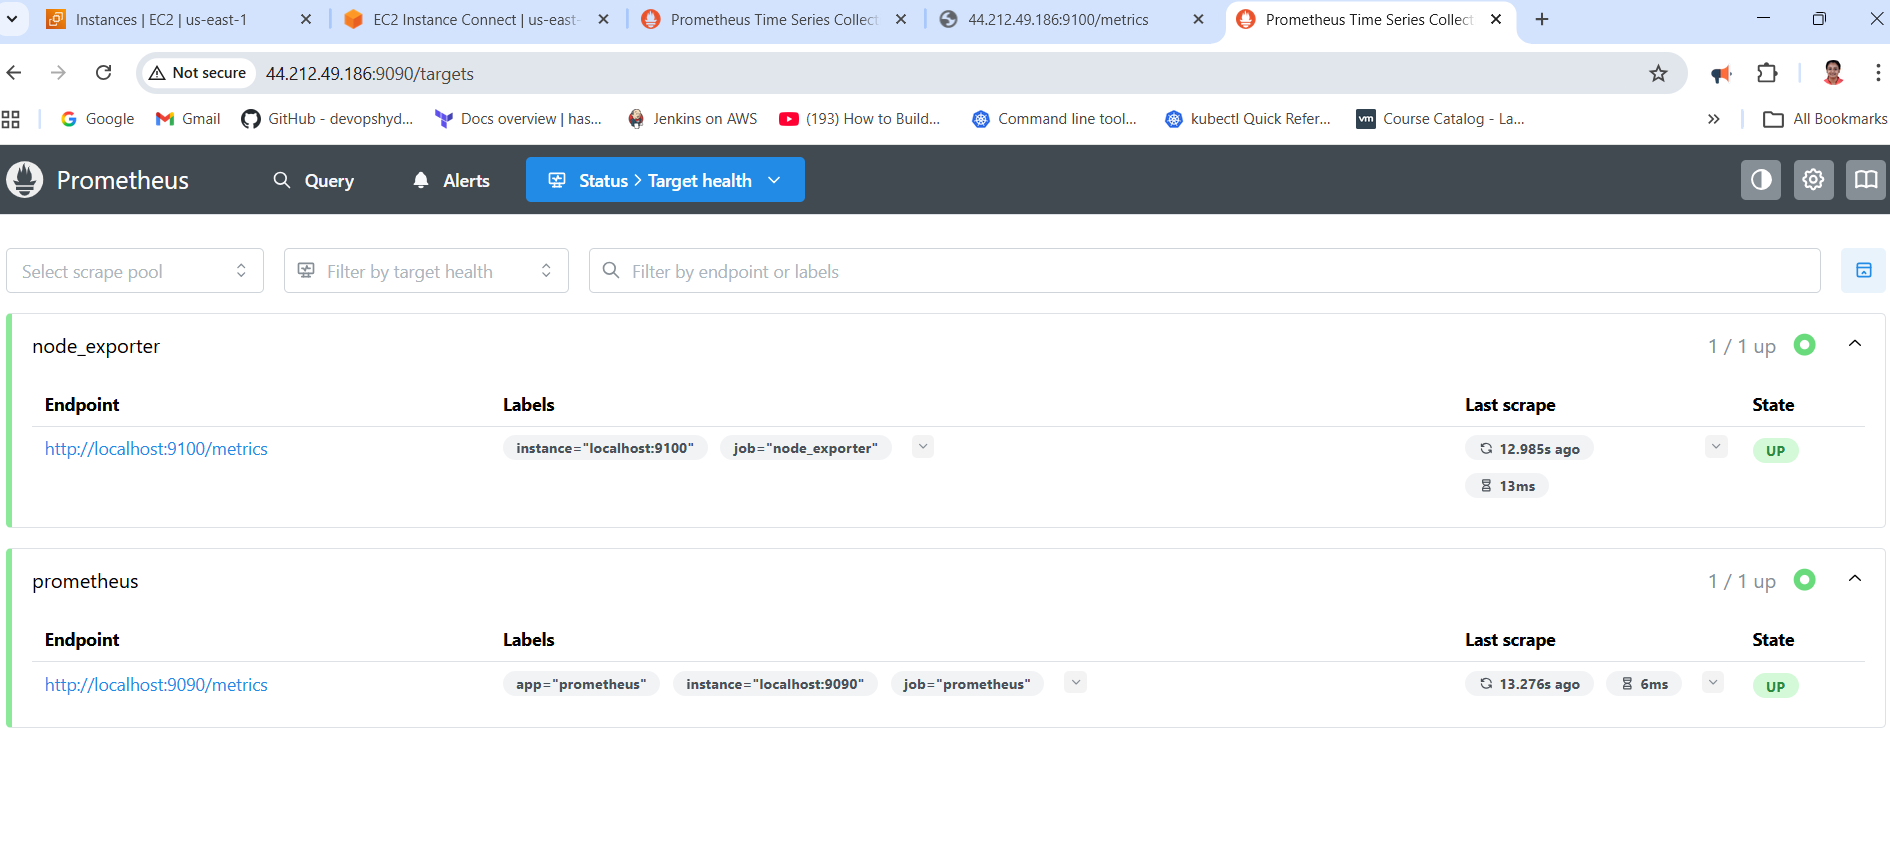 Instances | EC2 | us-east-1
EC2 Instance Connect | us-east-
Prometheus Time Series Collect
44.212.49.186:9100/metrics
Prometheus Time Series Collect
Not secure
44.212.49.186:9090/targets
Google
Gmail
GitHub - devopshyd...
Docs overview | has...
Jenkins on AWS
(193) How to Build...
Command line tool...
kubectl Quick Refer...
vm
Course Catalog - La...
All Bookmarks
Prometheus
Query
Alerts
Status > Target health
Select scrape pool
Filter by target health
Filter by endpoint or labels
node_exporter
1 / 1 up
Endpoint Labels Last scrape State
http://localhost:9100/metrics instance="localhost:9100" job="node_exporter" 12.985s ago UP
13ms
prometheus
1 / 1 up
Endpoint Labels Last scrape State
http://localhost:9090/metrics app="prometheus" instance="localhost:9090" job="prometheus" 13.276s ago 6ms UP